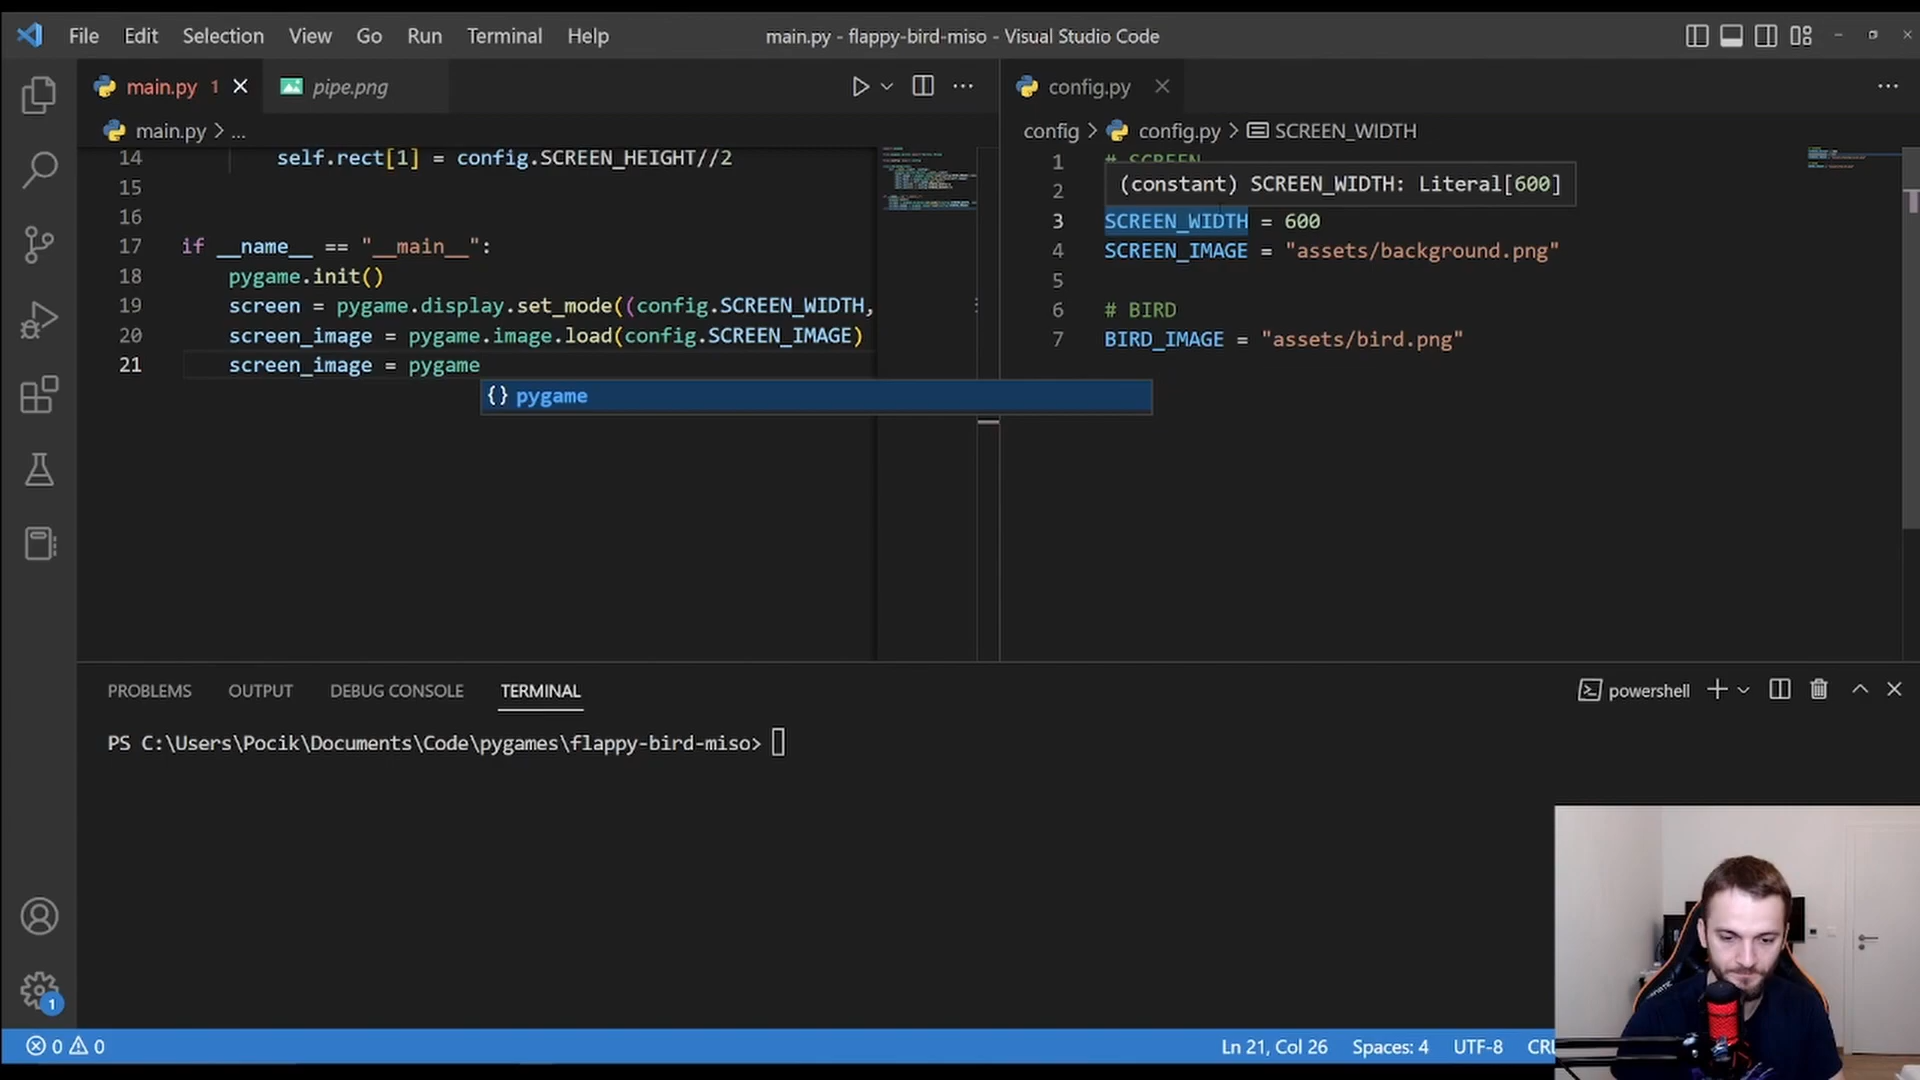 File Edit Selection View Go Run Terminal Help
main.py - flappy-bird-miso - Visual Studio Code
main.py 1
pipe.png
config.py
main.py > ...
config > config.py > SCREEN_WIDTH
14 self.rect[1] = config.SCREEN_HEIGHT//2
15
16
17 if __name__ == "__main__":
18 pygame.init()
19 screen = pygame.display.set_mode((config.SCREEN_WIDTH,
20 screen_image = pygame.image.load(config.SCREEN_IMAGE)
21 screen_image = pygame
{} pygame
1 # SCREEN
(constant) SCREEN_WIDTH: Literal[600]
2
3 SCREEN_WIDTH = 600
4 SCREEN_IMAGE = "assets/background.png"
5
6 # BIRD
7 BIRD_IMAGE = "assets/bird.png"
PROBLEMS OUTPUT DEBUG CONSOLE TERMINAL
powershell
PS C:\Users\Pocik\Documents\Code\pygames\flappy-bird-miso>
1
0 0
Ln 21, Col 26 Spaces: 4 UTF-8